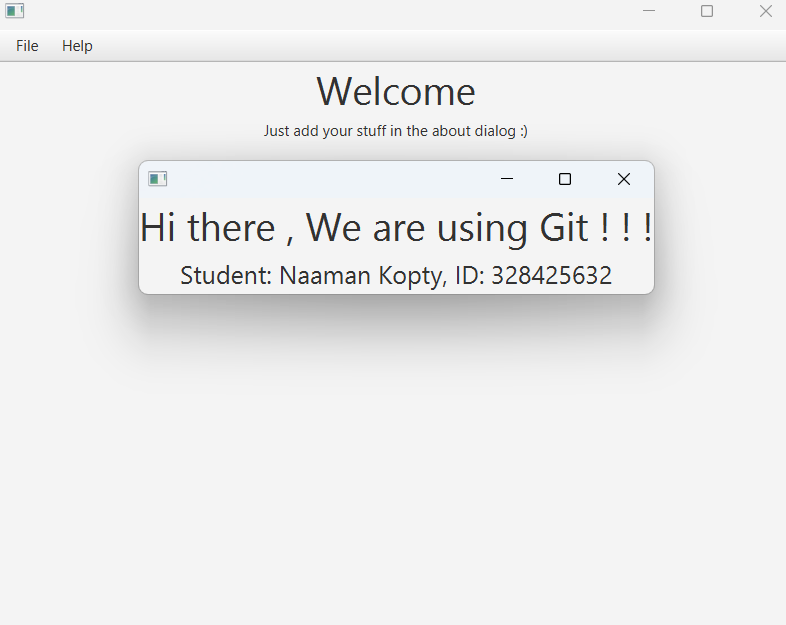 File Help
Welcome
Just add your stuff in the about dialog :)
Hi there , We are using Git ! ! !
Student: Naaman Kopty, ID: 328425632